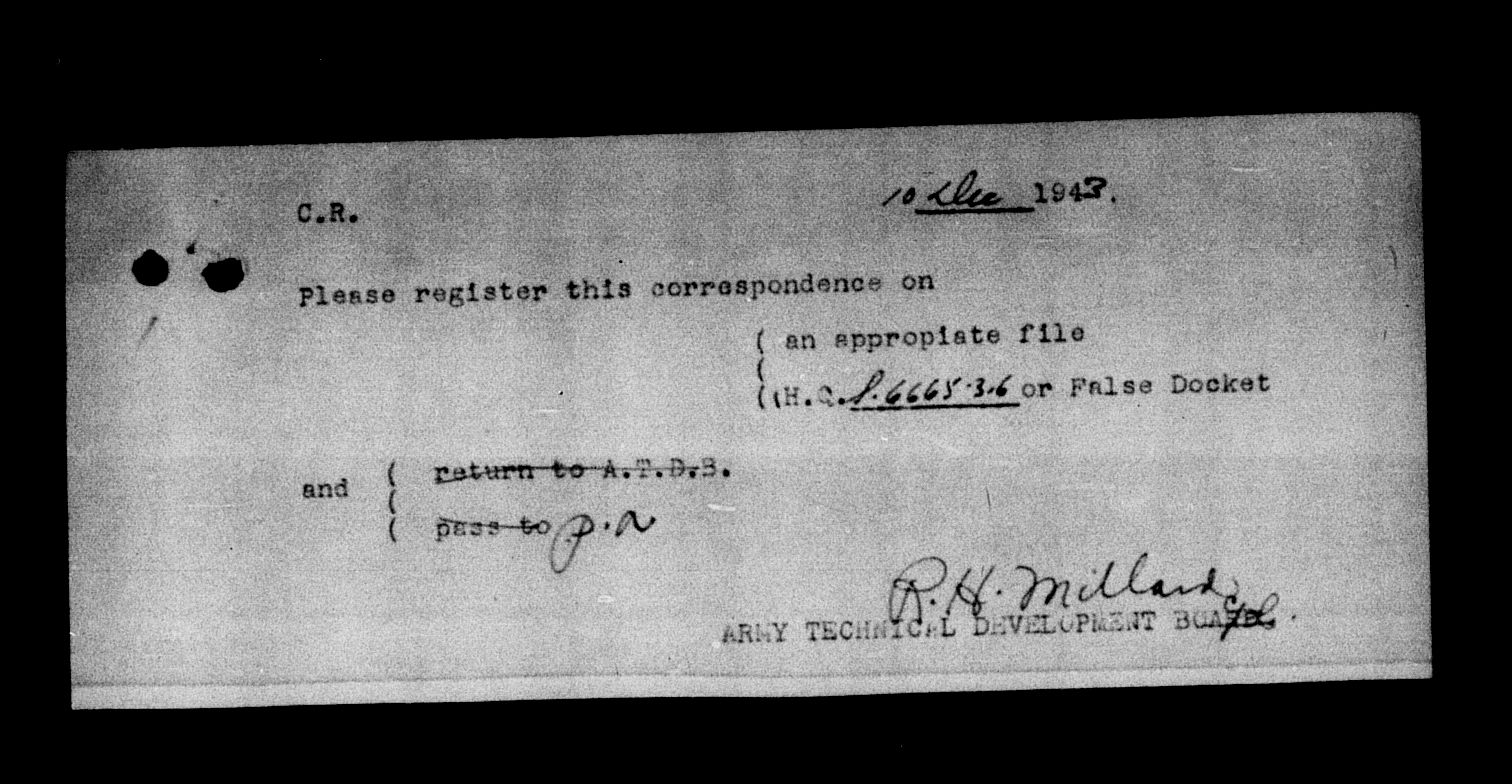 10 Dec 1943.
C.R.
Please register this correspondence on
( an appropiate file
(
( (H.Q. S.6665-3-6 or False Docket
and ( return to A.T.D.B.
(
( pass to p.a
R. H. Millard
ARMY TECHNICAL DEVELOPMENT BOARD.